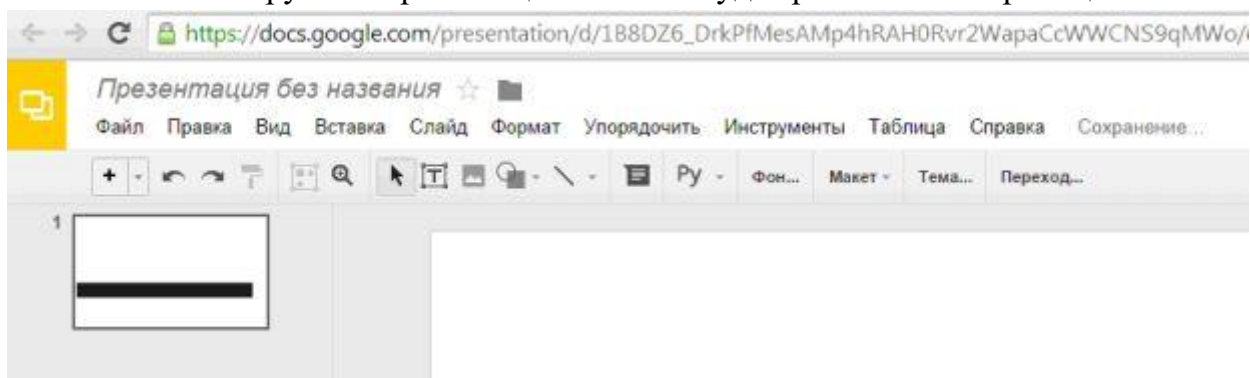 https://docs.google.com/presentation/d/1B8DZ6_DrkPfMesAMp4hRAH0Rvr2WapaCcWWCNS9qMWo/
Презентация без названия
Файл Правка Вид Вставка Слайд Формат Упорядочить Инструменты Таблица Справка Сохранение...
Ру Фон... Макет Тема... Переход...
1